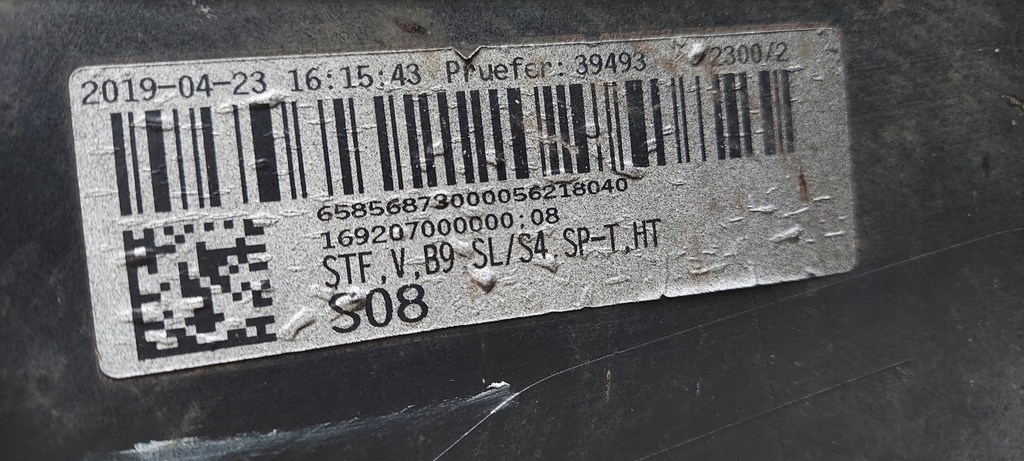 2019-04-23 16:15:43 Pruefer: 39493 2300/2
65856873000056218040
169207000000;08
STF,V,B9 SL/S4,SP-T,HT
S08